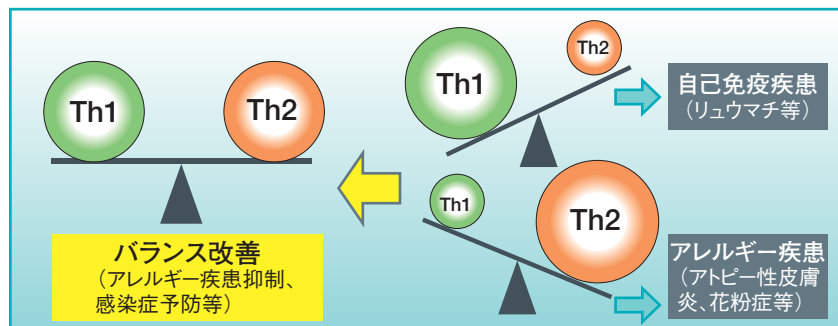 Th1
Th2
バランス改善
（アレルギー疾患抑制、
感染症予防等）
Th1
Th2
自己免疫疾患
（リュウマチ等）
Th1
Th2
アレルギー疾患
（アトピー性皮膚
炎、花粉症等）